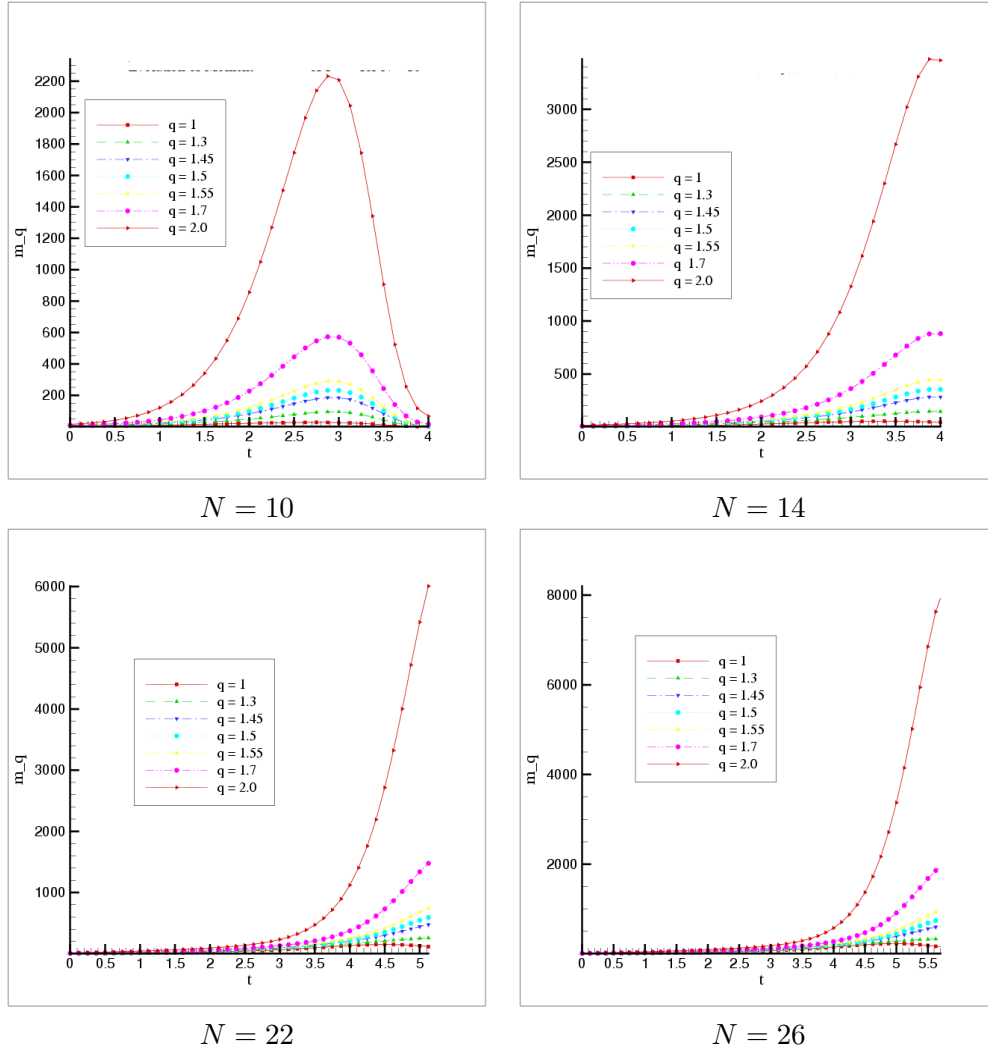 2200
2000
1800
1600
1400
1200
1000
800
600
400
200
m_q
q = 1
q = 1.3
q = 1.45
q = 1.5
q = 1.55
q = 1.7
q = 2.0
0 0.5 1 1.5 2 2.5 3 3.5 4
t
N = 10
3000
2500
2000
1500
1000
500
m_q
q = 1
q = 1.3
q = 1.45
q = 1.5
q = 1.55
q 1.7
q = 2.0
0 0.5 1 1.5 2 2.5 3 3.5 4
t
N = 14
6000
5000
4000
3000
2000
1000
m_q
q = 1
q = 1.3
q = 1.45
q = 1.5
q = 1.55
q = 1.7
q = 2.0
0 0.5 1 1.5 2 2.5 3 3.5 4 4.5 5
t
N = 22
8000
6000
4000
2000
m_q
q = 1
q = 1.3
q = 1.45
q = 1.5
q = 1.55
q = 1.7
q = 2.0
0 0.5 1 1.5 2 2.5 3 3.5 4 4.5 5 5.5
t
N = 26